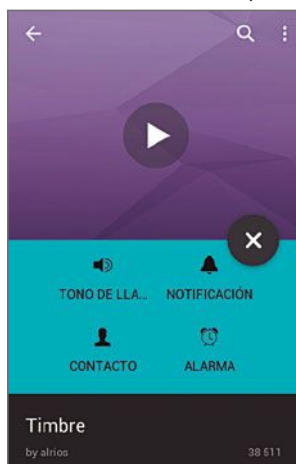 TONO DE LLA... NOTIFICACIÓN
CONTACTO ALARMA
Timbre
by alrios 38 511